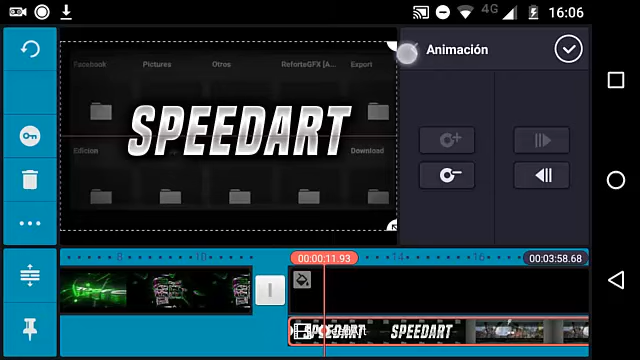 4G
16:06
Facebook Pictures Otros ReforteGFX [A... Export
Animación
SPEEDART
Edicion Download
8 10 00:00:11.93 14 16 00:03:58.68
SPEEDART SPEEDART